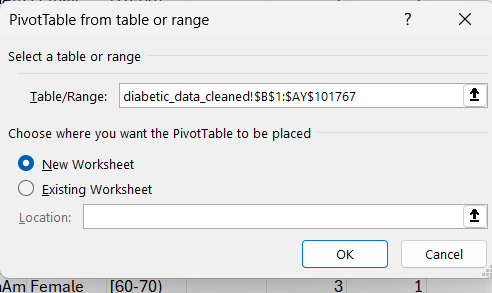 PivotTable from table or range ?
Select a table or range
Table/Range: diabetic_data_cleaned!$B$1:$AY$101767
Choose where you want the PivotTable to be placed
New Worksheet
Existing Worksheet
Location:
OK Cancel
Am Female [60-70) 3 1